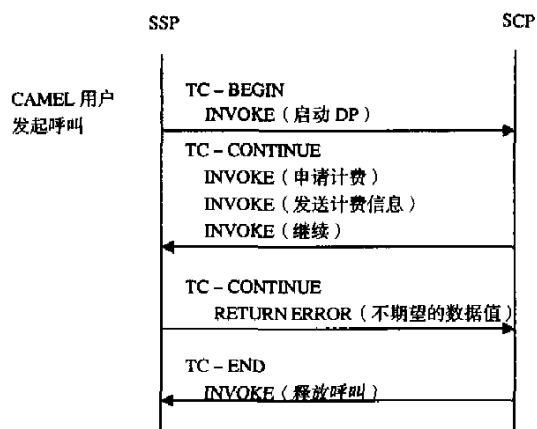 SSP
SCP
CAMEL 用户
发起呼叫
TC – BEGIN
INVOKE（启动 DP）
TC – CONTINUE
INVOKE（申请计费）
INVOKE（发送计费信息）
INVOKE（继续）
TC – CONTINUE
RETURN ERROR（不期望的数据值）
TC – END
INVOKE（释放呼叫）